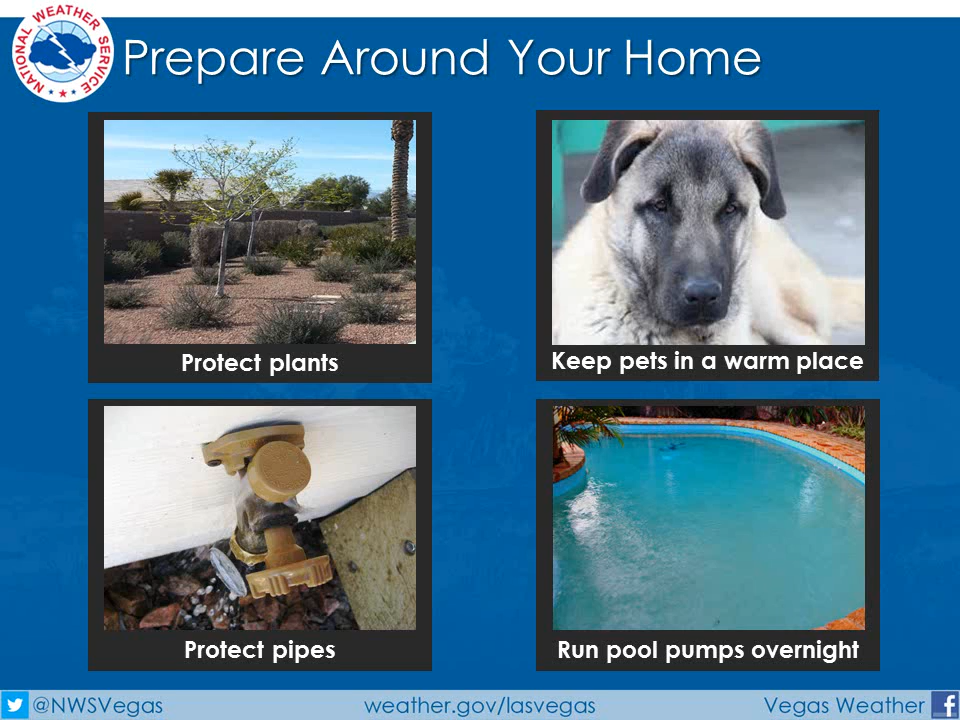 NATIONAL WEATHER SERVICE
Prepare Around Your Home
Protect plants
Keep pets in a warm place
Protect pipes
Run pool pumps overnight
@NWSVegas
weather.gov/lasvegas
Vegas Weather